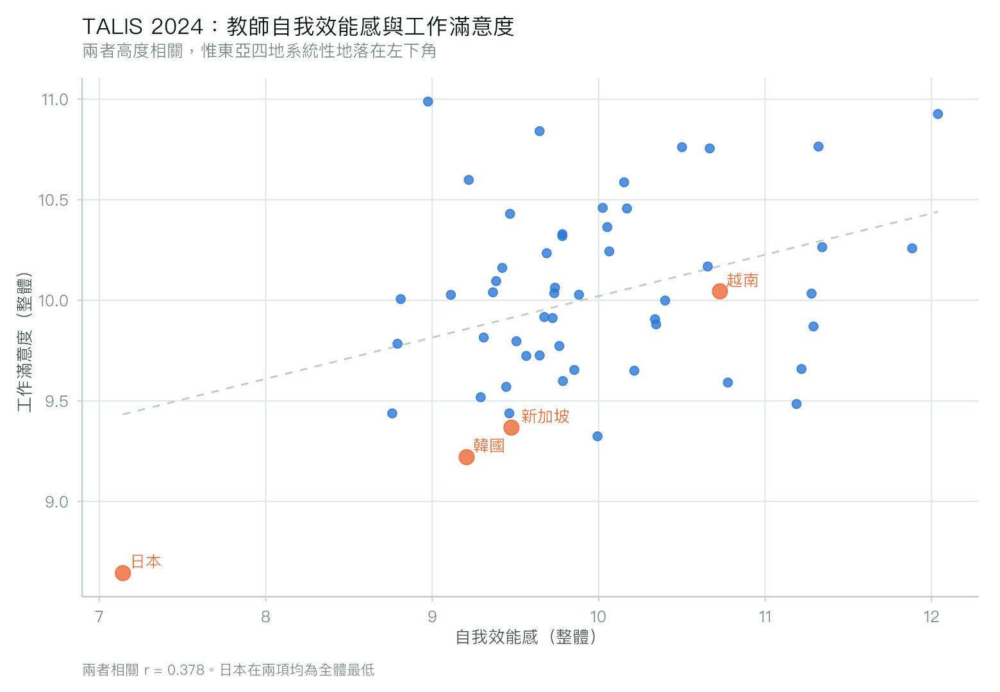 TALIS 2024：教師自我效能感與工作滿意度
兩者高度相關，惟東亞四地系統性地落在左下角
工作滿意度（整體）
11.0
10.5
10.0
9.5
9.0
越南
新加坡
韓國
日本
7 8 9 10 11 12
自我效能感（整體）
兩者相關 r = 0.378。日本在兩項均為全體最低